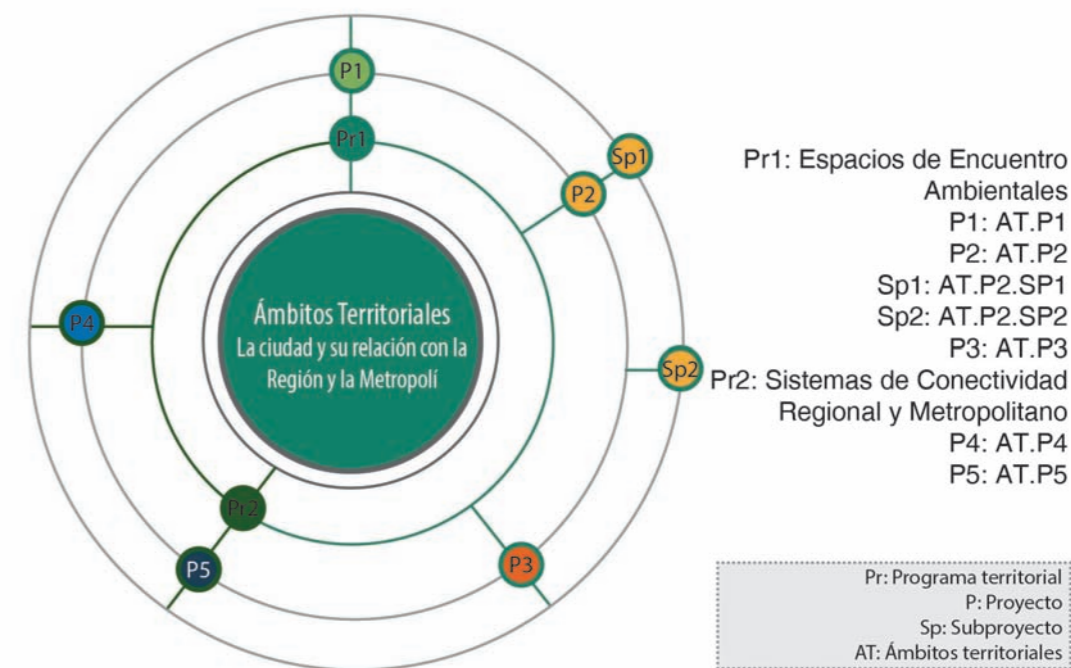 P1
Pr1
Sp1
P2
P4
Ámbitos Territoriales
La ciudad y su relación con la
Región y la Metropolí
Sp2
Pr2
P5
P3
Pr1: Espacios de Encuentro
Ambientales
P1: AT.P1
P2: AT.P2
Sp1: AT.P2.SP1
Sp2: AT.P2.SP2
P3: AT.P3
Pr2: Sistemas de Conectividad
Regional y Metropolitano
P4: AT.P4
P5: AT.P5
Pr: Programa territorial
P: Proyecto
Sp: Subproyecto
AT: Ámbitos territoriales